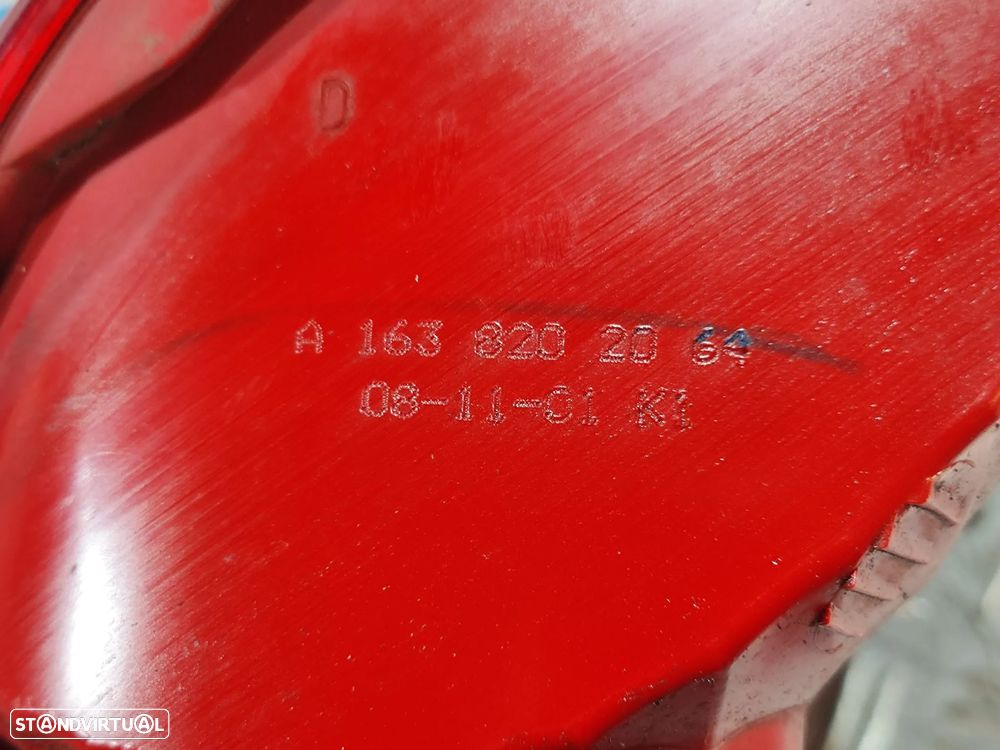 D
A 163 820 20 64
08-11-01 K1
STANDVIRTUAL